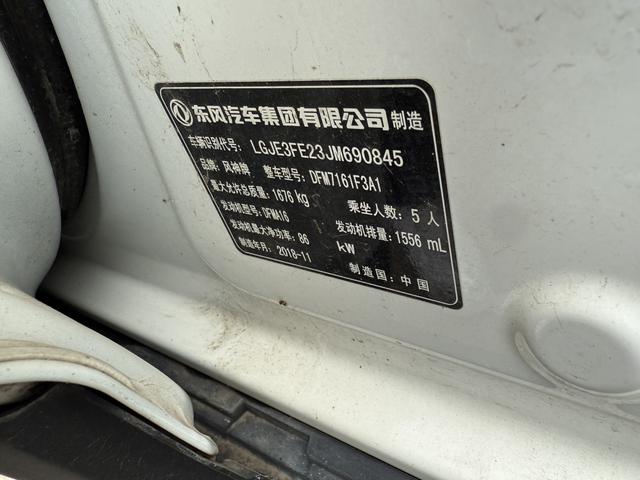 东风汽车集团有限公司 制造
车辆识别代号: LGJE3FE23JM690845
品牌: 风神牌 整车型号: DFM7161F3A1
最大允许总质量: 1676 kg 乘坐人数: 5 人
发动机型号: DFMA16 发动机排量: 1556 mL
发动机最大净功率: 86 kW
制造年月: 2018-11 制造国: 中国